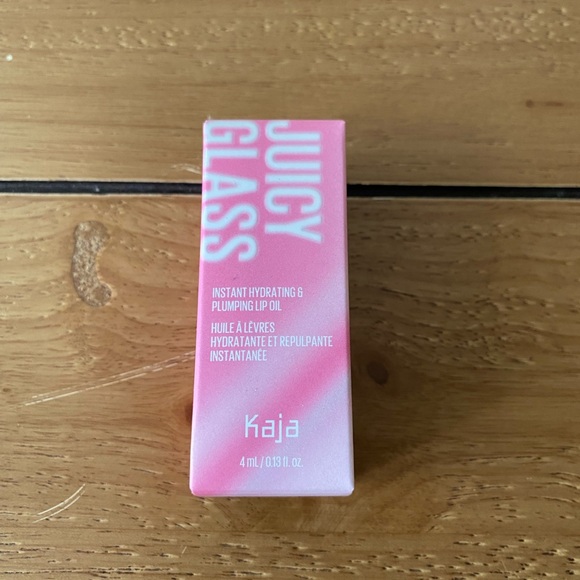 JUICY
GLASS
INSTANT HYDRATING &
PLUMPING LIP OIL
HUILE À LÈVRES
HYDRATANTE ET REPULPANTE
INSTANTANÉE
Kaja
4 mL / 0.13 fl. oz.